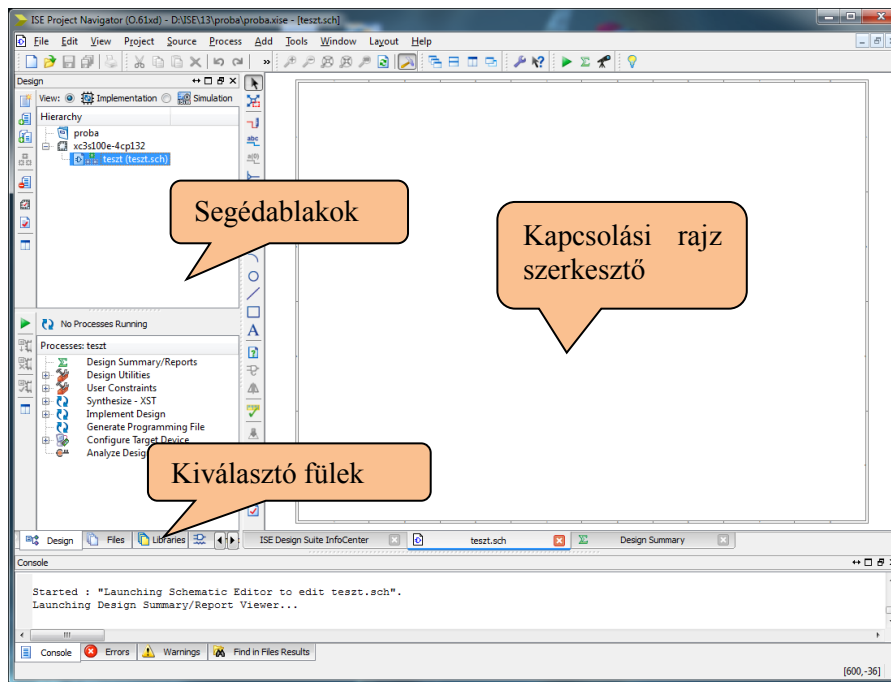 ISE Project Navigator (O.61xd) - D:\ISE\13\proba\proba.xise - [teszt.sch]
File Edit View Project Source Process Add Tools Window Layout Help
Design
View: Implementation Simulation
Hierarchy
proba
xc3s100e-4cp132
teszt (teszt.sch)
Segédablakok
Kapcsolási rajz
szerkesztő
No Processes Running
Processes: teszt
Design Summary/Reports
Design Utilities
User Constraints
Synthesize - XST
Implement Design
Generate Programming File
Configure Target Device
Analyze Desig
Kiválasztó fülek
Design Files Libraries
ISE Design Suite InfoCenter teszt.sch Design Summary
Console
Started : "Launching Schematic Editor to edit teszt.sch".
Launching Design Summary/Report Viewer...
Console Errors Warnings Find in Files Results
[600,-36]